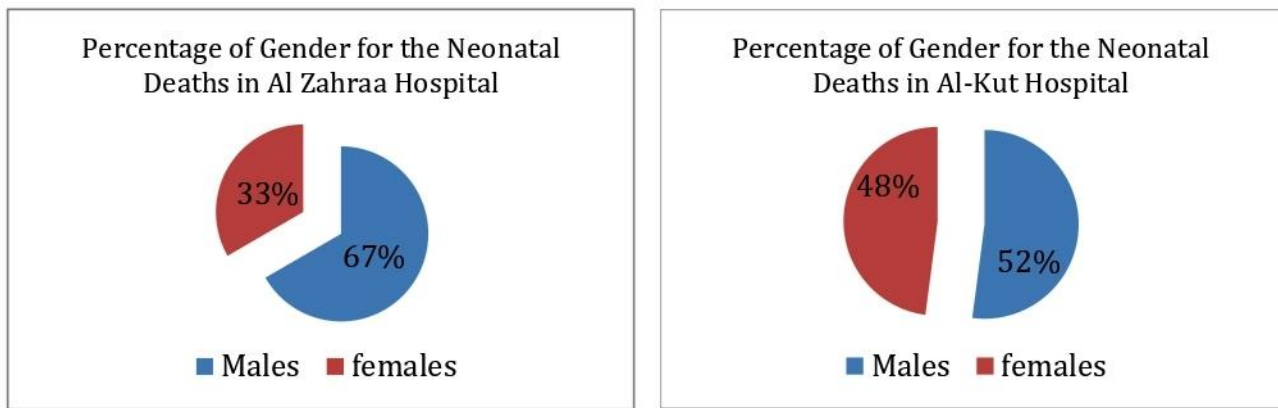 Percentage of Gender for the Neonatal
Deaths in Al Zahraa Hospital
33%
67%
Males females
Percentage of Gender for the Neonatal
Deaths in Al-Kut Hospital
48%
52%
Males females